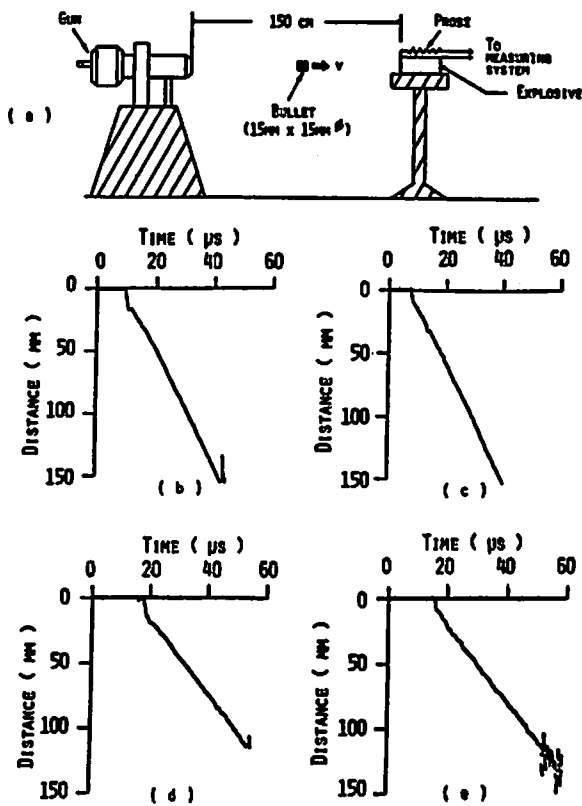 GUN
150 CM
PROBE
TO
MEASURING
SYSTEM
EXPLOSIVE
( a )
V
BULLET
(15MM X 15MM Ø)
TIME ( µs )
0 20 40 60
0
50
100
150
DISTANCE ( MM )
( b )
TIME ( µs )
0 20 40 60
0
50
100
150
DISTANCE ( MM )
( c )
TIME ( µs )
0 20 40 60
0
50
100
150
DISTANCE ( MM )
( d )
TIME ( µs )
0 20 40 60
0
50
100
150
DISTANCE ( MM )
( e )